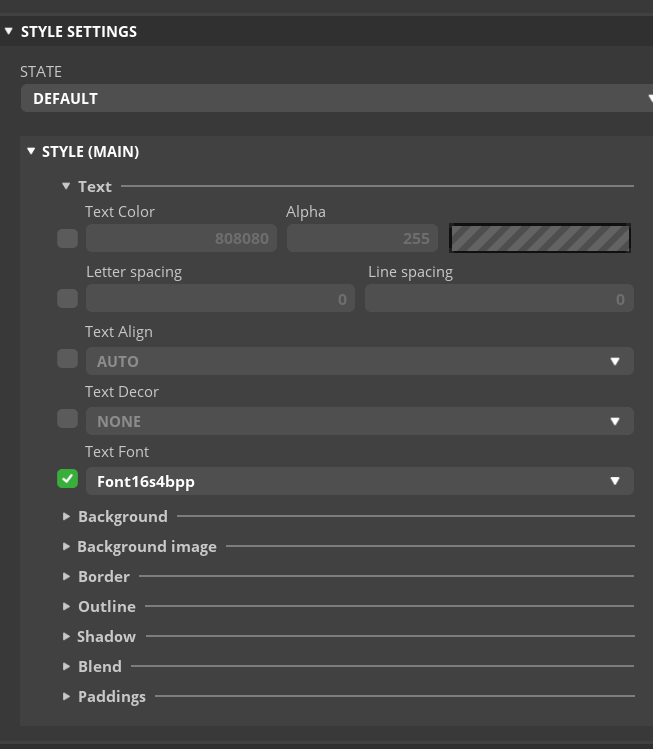 STYLE SETTINGS
STATE
DEFAULT
STYLE (MAIN)
Text
Text Color Alpha
808080 255
Letter spacing Line spacing
0 0
Text Align
AUTO
Text Decor
NONE
Text Font
Font16s4bpp
Background
Background image
Border
Outline
Shadow
Blend
Paddings